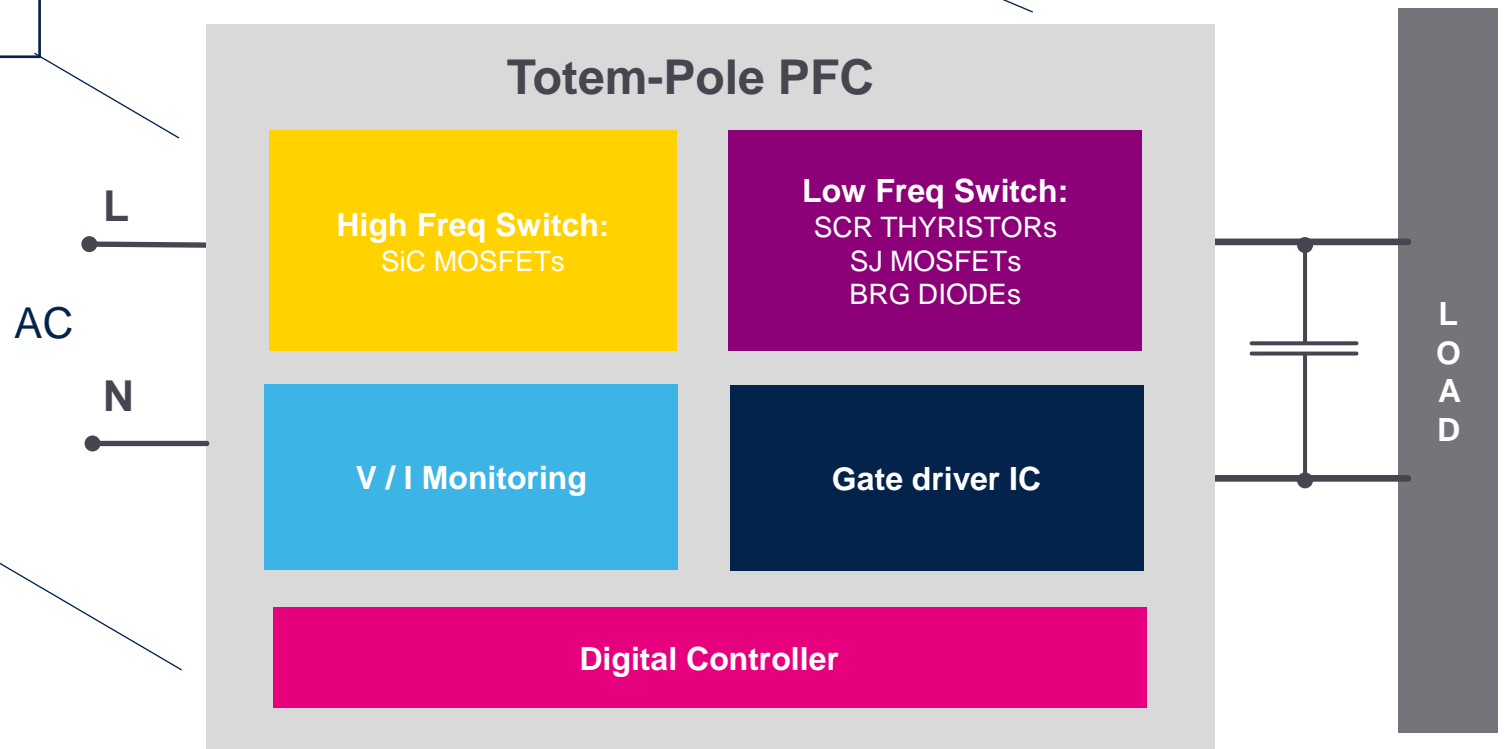 Totem-Pole PFC
High Freq Switch:
SiC MOSFETs
Low Freq Switch:
SCR THYRISTORs
SJ MOSFETs
BRG DIODEs
L
AC
N
V / I Monitoring
Gate driver IC
Digital Controller
L
O
A
D